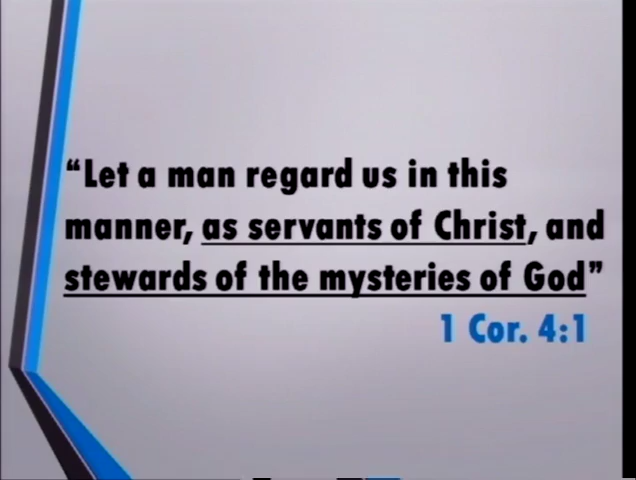 “Let a man regard us in this
manner, as servants of Christ, and
stewards of the mysteries of God”
1 Cor. 4:1